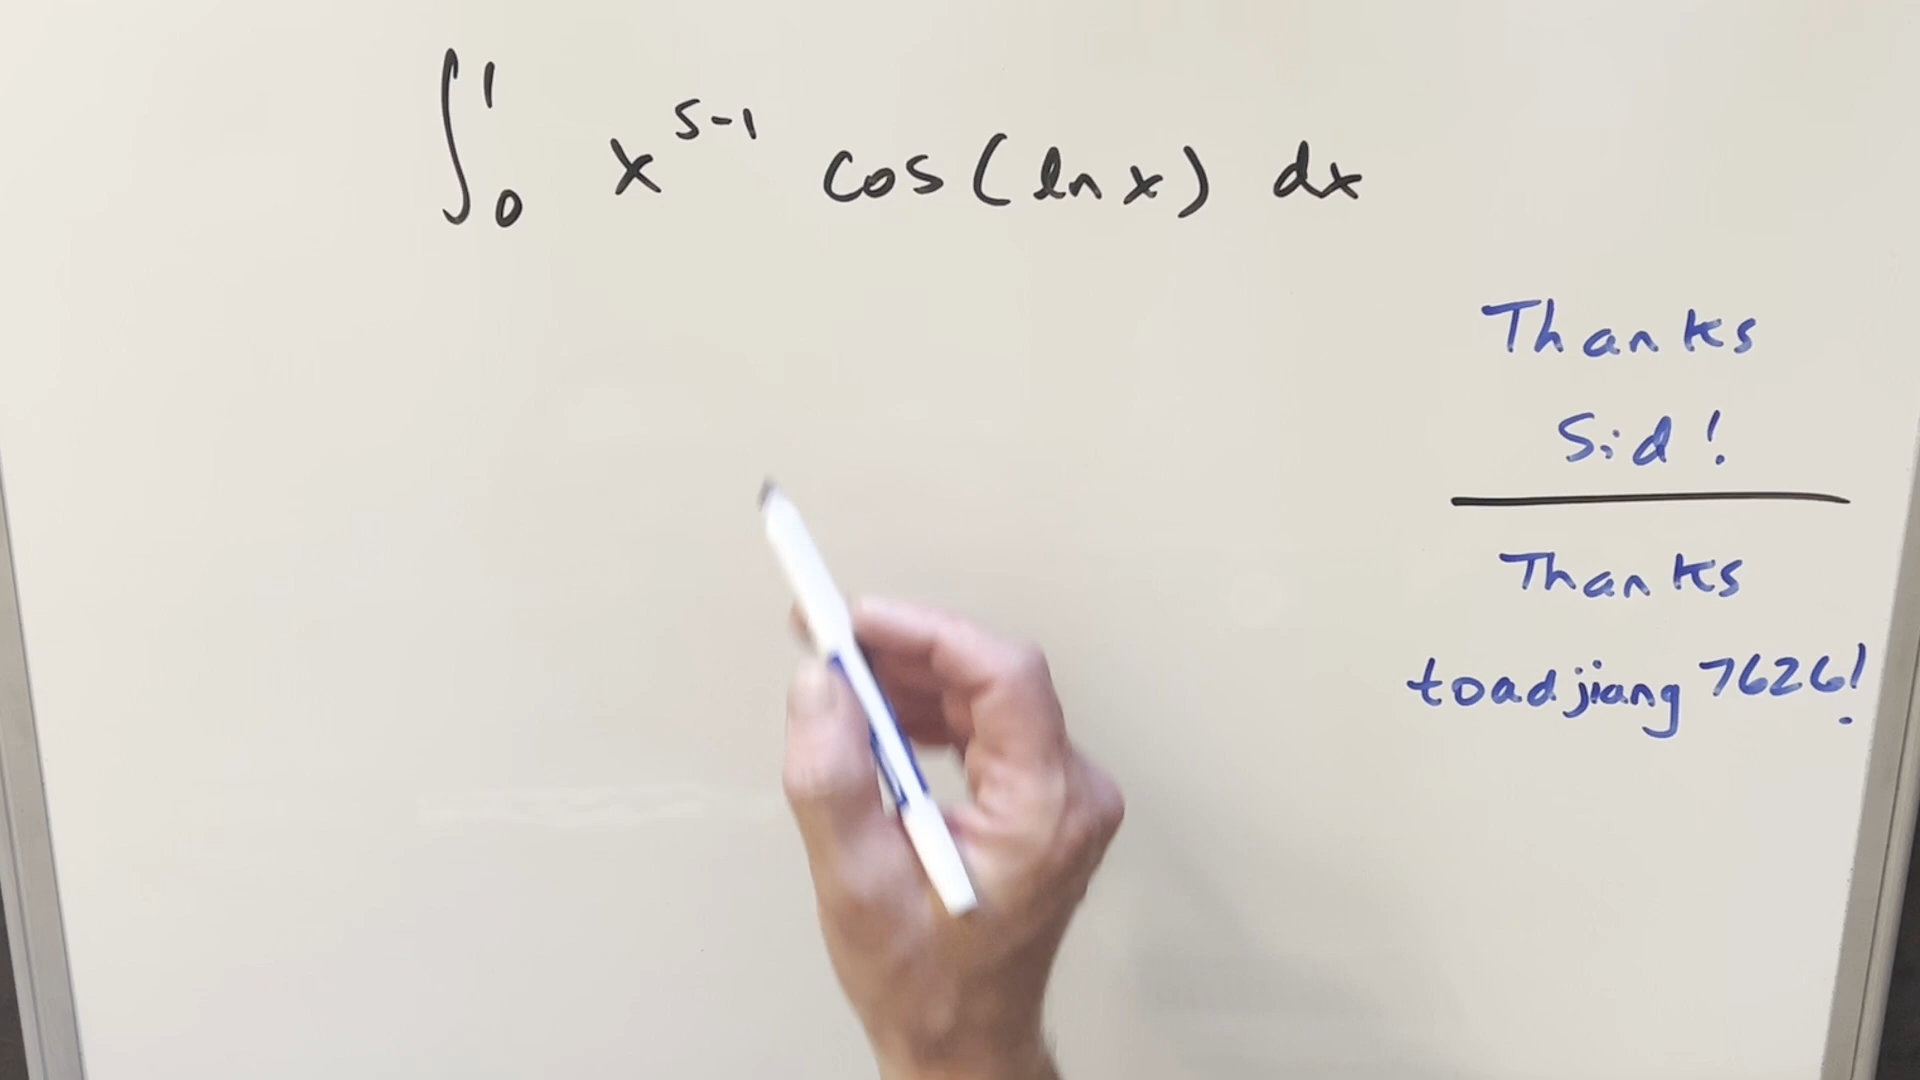 ∫₀¹ x^(s-1) cos(ln x) dx
Thanks
Sid!
Thanks
toadjiang7626!